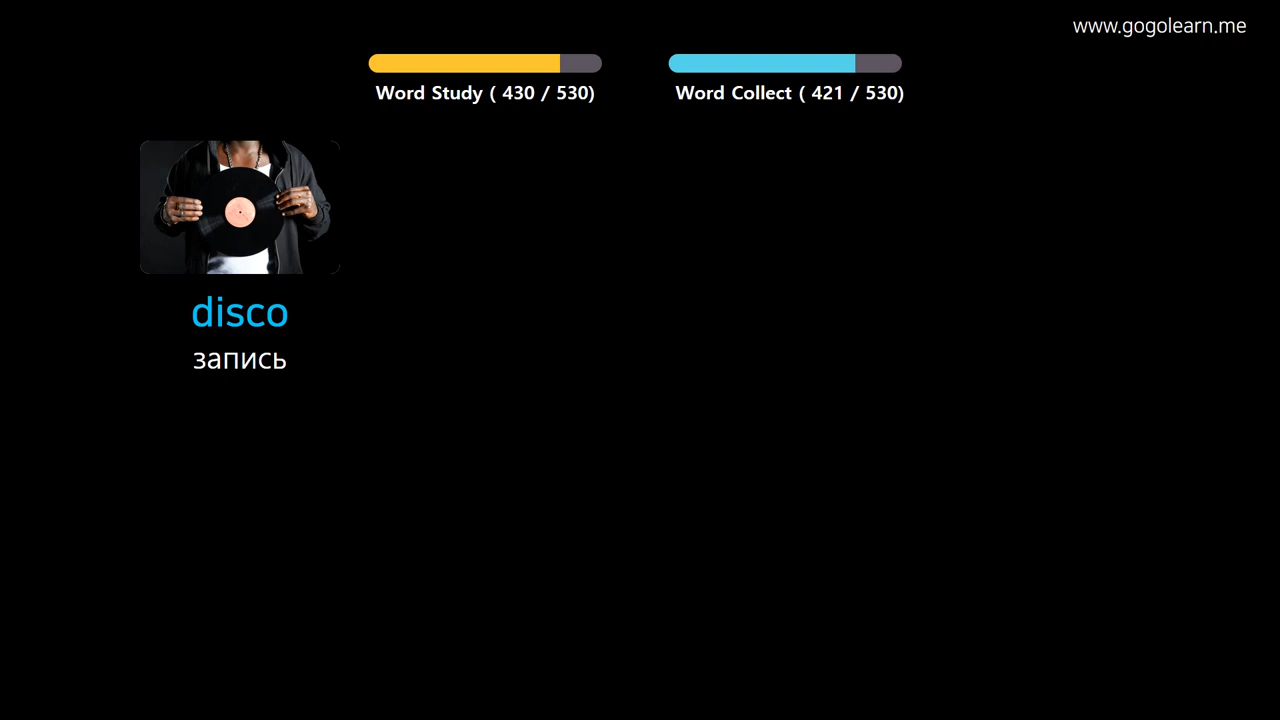 www.gogolearn.me
Word Study ( 430 / 530)
Word Collect ( 421 / 530)
disco
запись